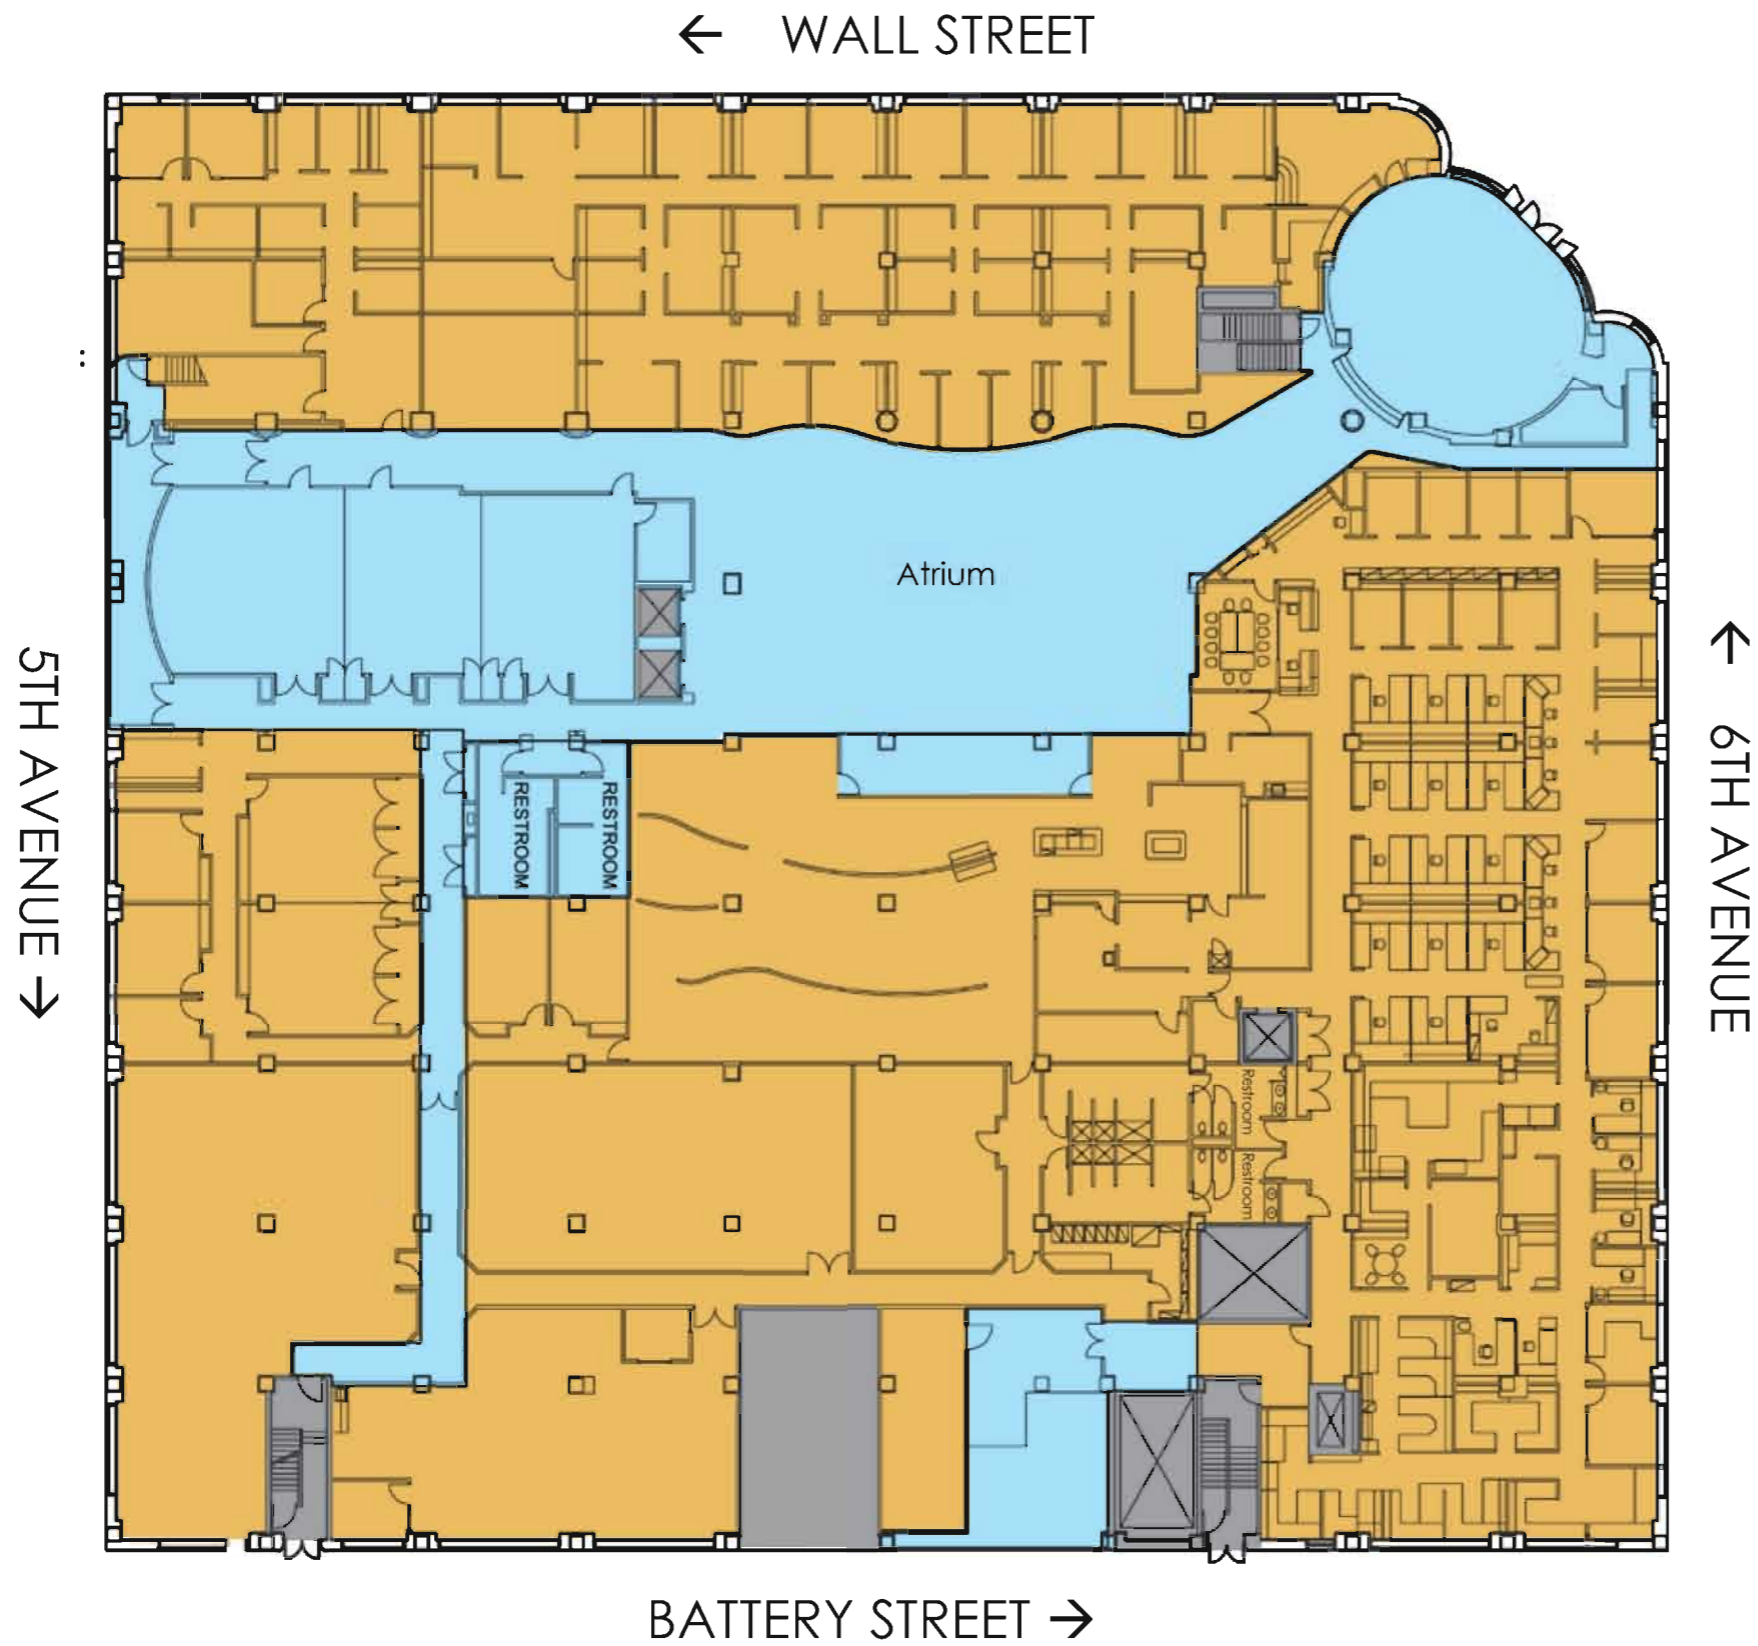 ← WALL STREET
Atrium
5TH AVENUE →
← 6TH AVENUE
RESTROOM
RESTROOM
Restroom
Restroom
BATTERY STREET →